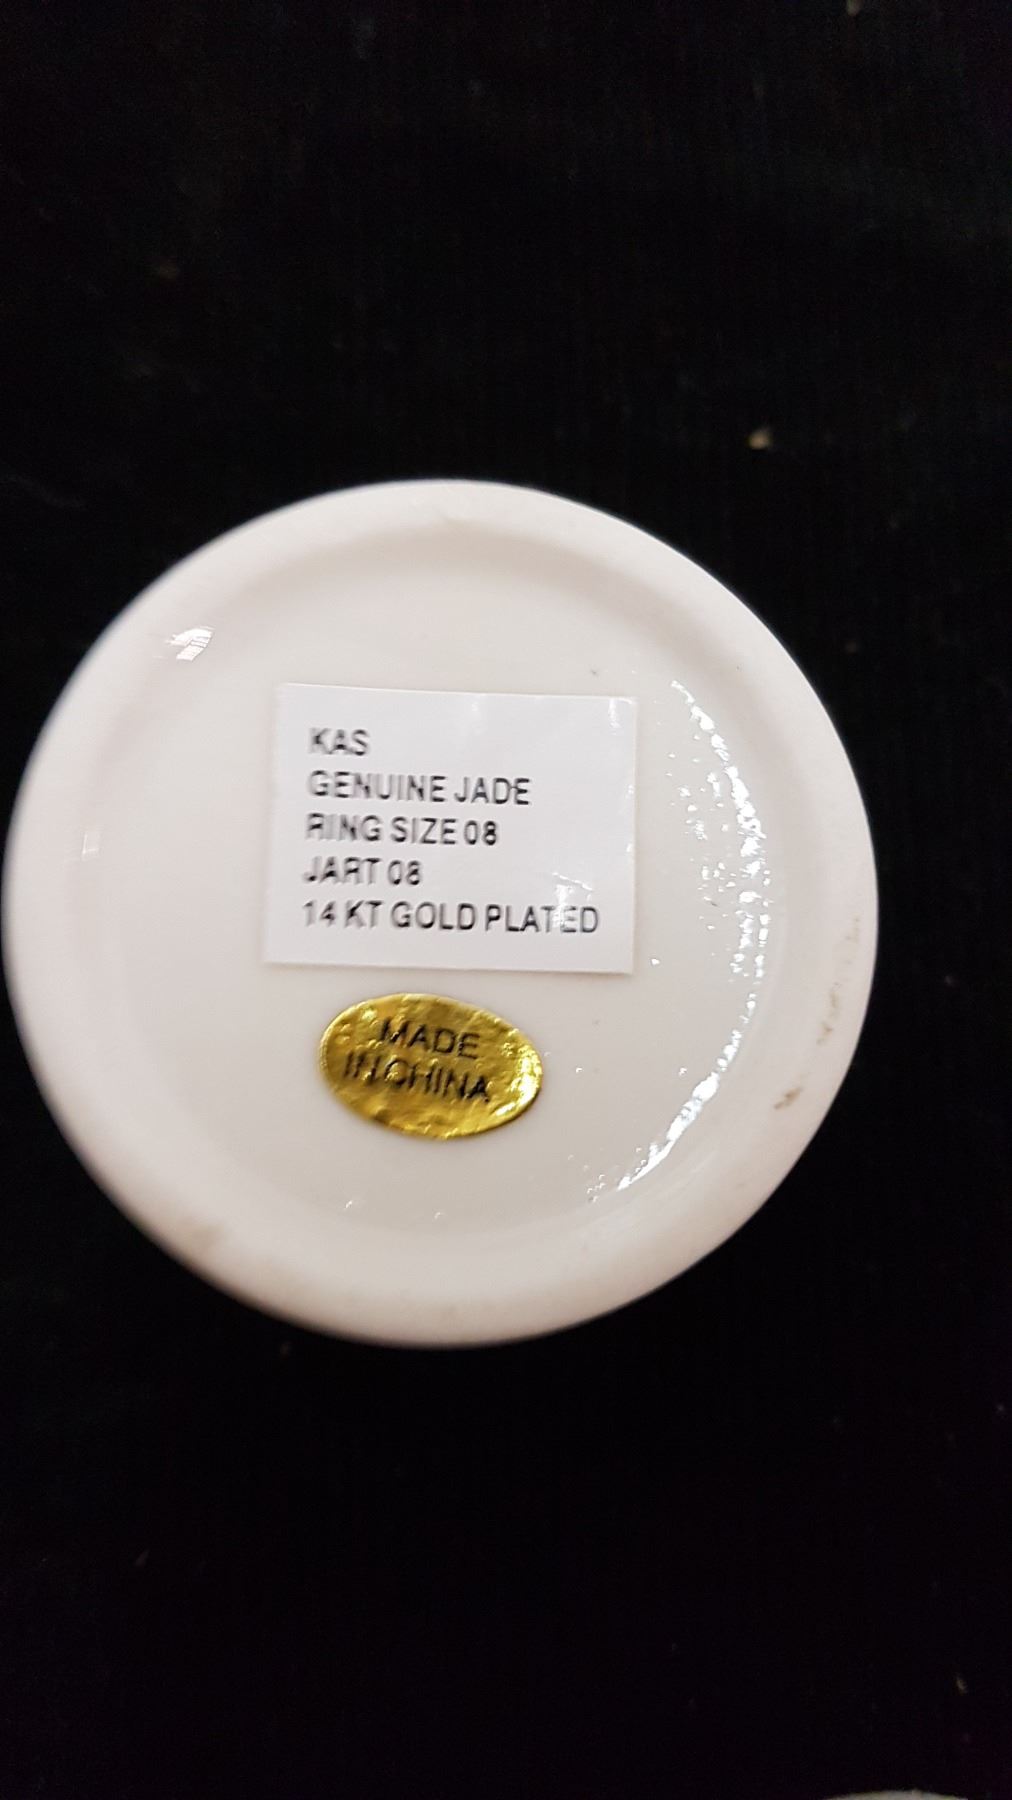 KAS
GENUINE JADE
RING SIZE 08
JART 08
14 KT GOLD PLATED
MADE
IN CHINA